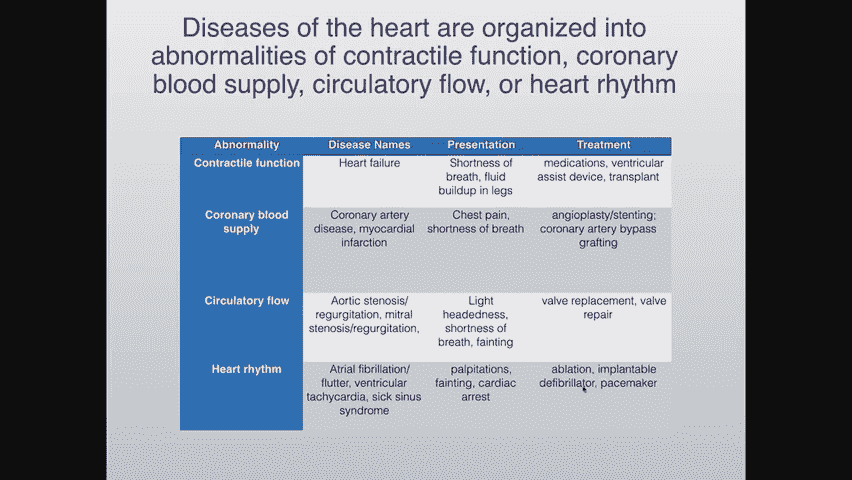 Diseases of the heart are organized into
abnormalities of contractile function, coronary
blood supply, circulatory flow, or heart rhythm
Abnormality Disease Names Presentation Treatment
Contractile function Heart failure Shortness of medications, ventricular
breath, fluid assist device, transplant
buildup in legs
Coronary blood Coronary artery Chest pain, angioplasty/stenting;
supply disease, myocardial shortness of breath coronary artery bypass
infarction grafting
Circulatory flow Aortic stenosis/ Light valve replacement, valve
regurgitation, mitral headedness, repair
stenosis/regurgitation, shortness of
breath, fainting
Heart rhythm Atrial fibrillation/ palpitations, ablation, implantable
flutter, ventricular fainting, cardiac defibrillator, pacemaker
tachycardia, sick sinus arrest
syndrome